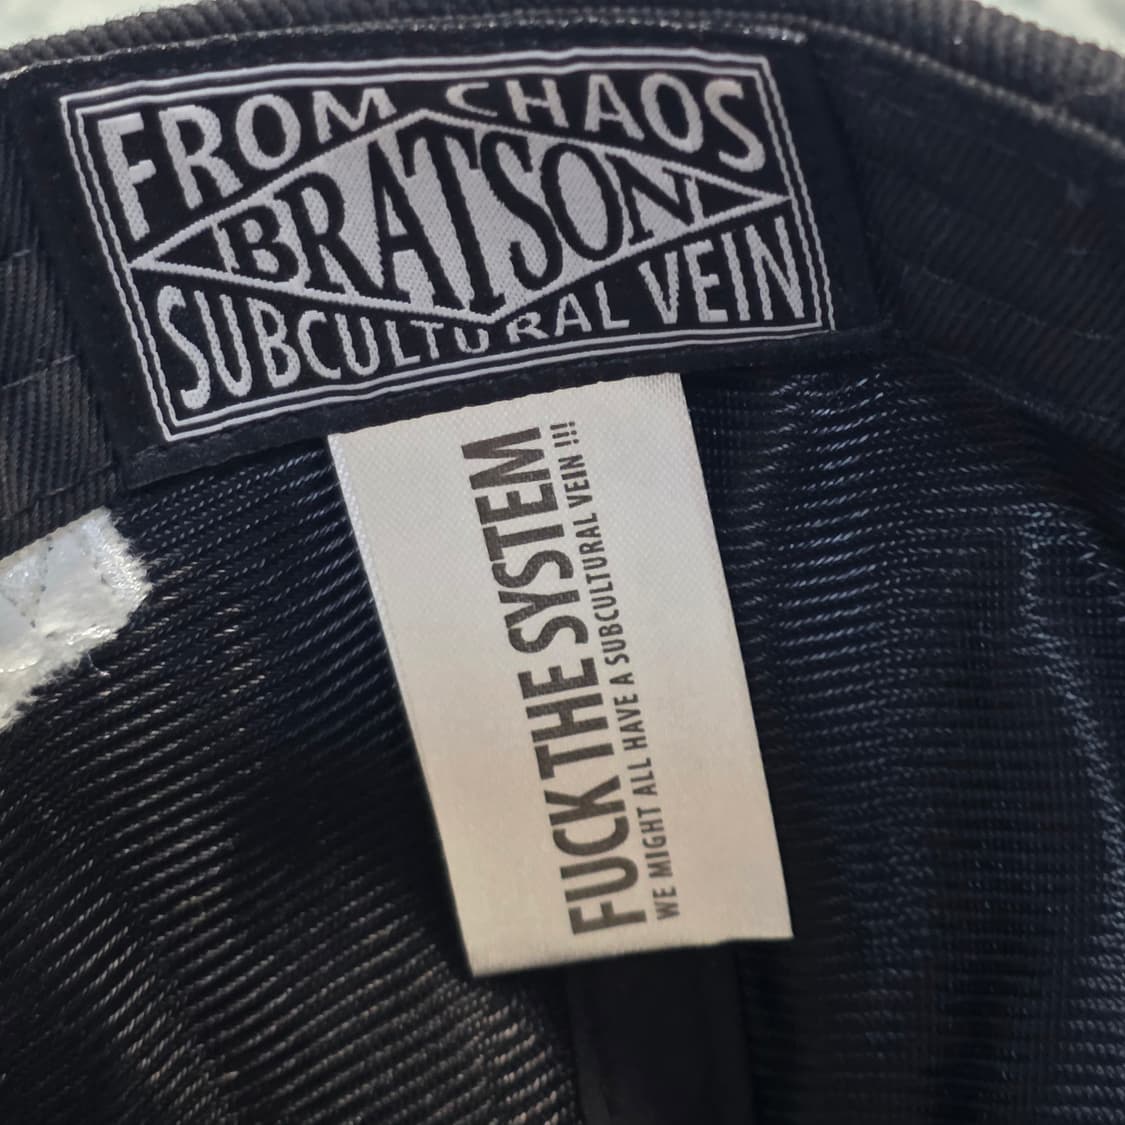 FROM CHAOS
BRATSON
SUBCULTURAL VEIN
FUCK THE SYSTEM
WE MIGHT ALL HAVE A SUBCULTURAL VEIN !!!